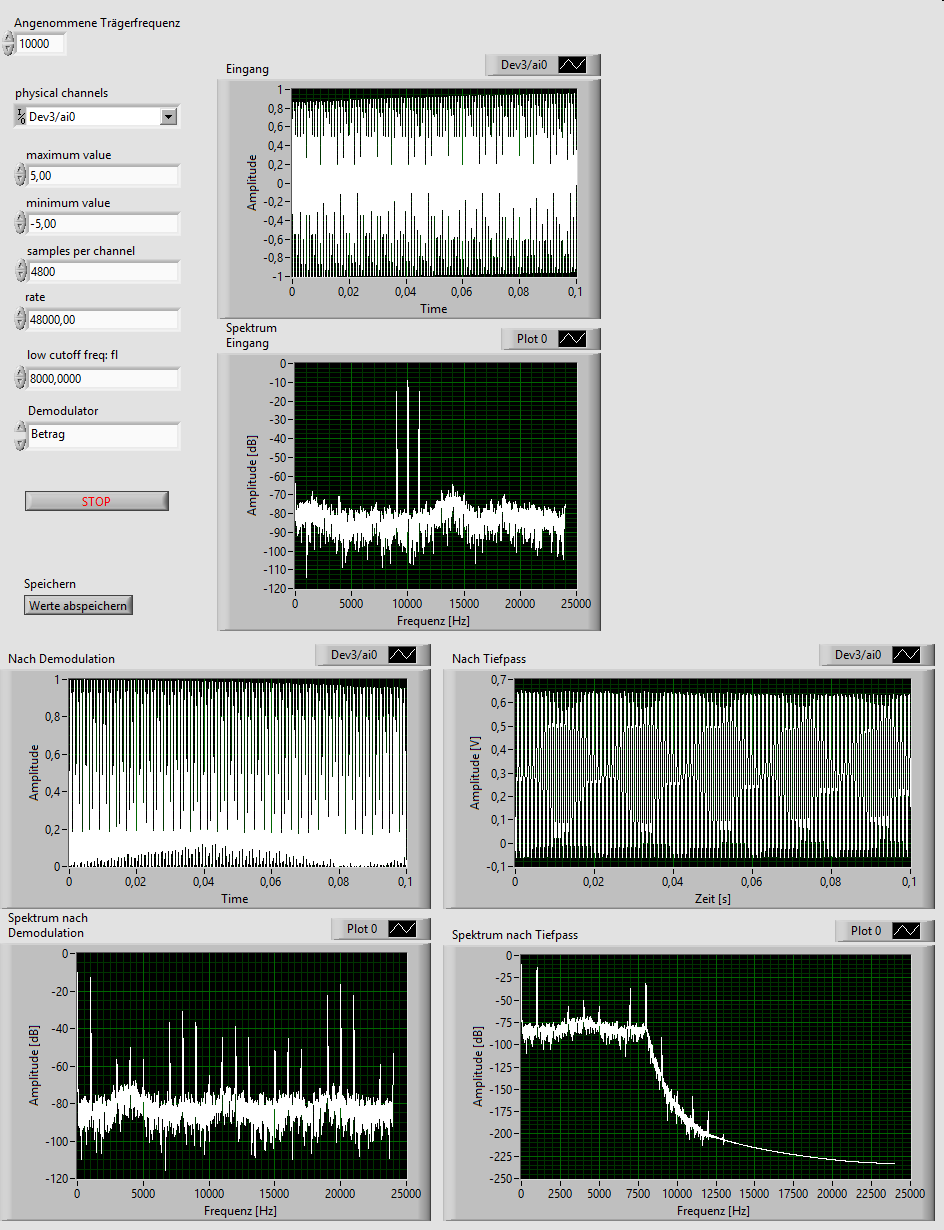 Angenommene Trägerfrequenz
10000
physical channels
Dev3/ai0
maximum value
5,00
minimum value
-5,00
samples per channel
4800
rate
48000,00
low cutoff freq: fl
8000,0000
Demodulator
Betrag
STOP
Speichern
Werte abspeichern
Eingang
Dev3/ai0
Amplitude
1
0,8
0,6
0,4
0,2
0
-0,2
-0,4
-0,6
-0,8
-1
0 0,02 0,04 0,06 0,08 0,1
Time
Spektrum
Eingang
Plot 0
Amplitude [dB]
0
-10
-20
-30
-40
-50
-60
-70
-80
-90
-100
-110
-120
0 5000 10000 15000 20000 25000
Frequenz [Hz]
Nach Demodulation
Dev3/ai0
Amplitude
1
0,8
0,6
0,4
0,2
0
0 0,02 0,04 0,06 0,08 0,1
Time
Nach Tiefpass
Dev3/ai0
Amplitude [V]
0,7
0,6
0,5
0,4
0,3
0,2
0,1
0
-0,1
0 0,02 0,04 0,06 0,08 0,1
Zeit [s]
Spektrum nach
Demodulation
Plot 0
Amplitude [dB]
0
-20
-40
-60
-80
-100
-120
0 5000 10000 15000 20000 25000
Frequenz [Hz]
Spektrum nach Tiefpass
Plot 0
Amplitude [dB]
0
-25
-50
-75
-100
-125
-150
-175
-200
-225
-250
0 2500 5000 7500 10000 12500 15000 17500 20000 22500 25000
Frequenz [Hz]